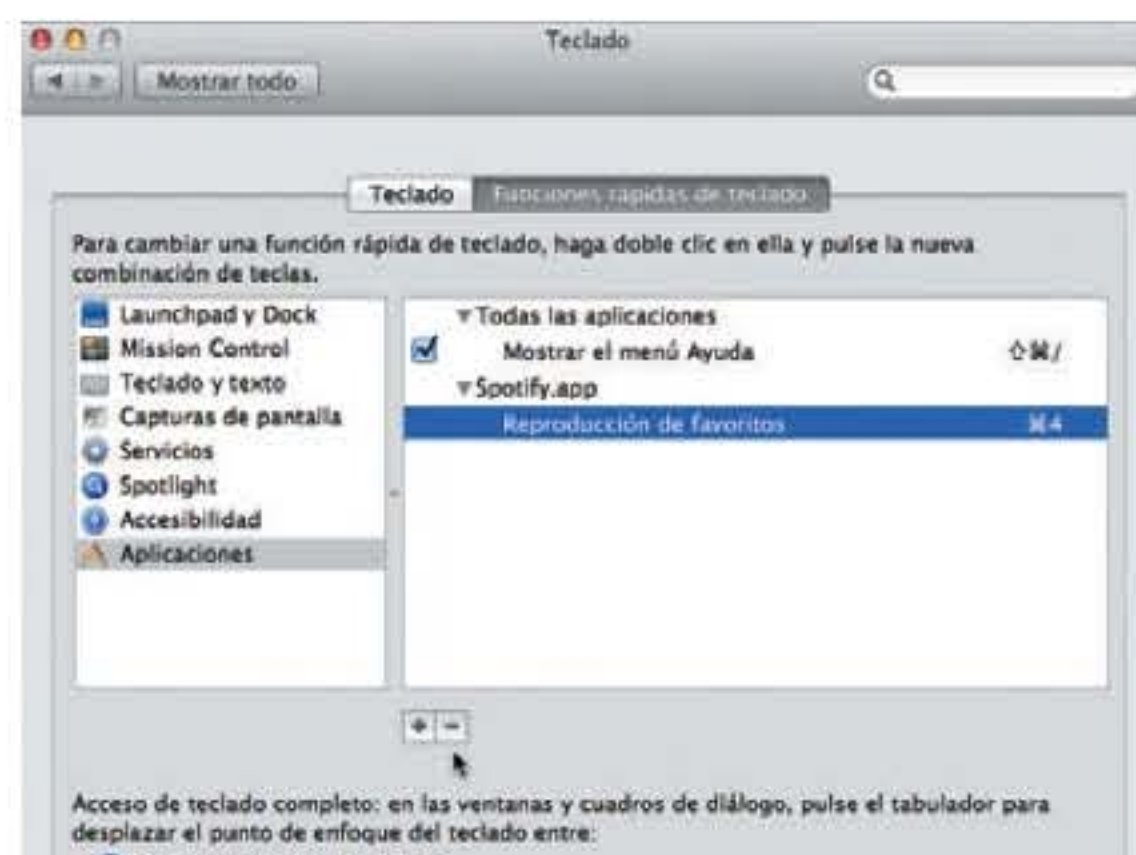 Teclado
Mostrar todo
Teclado
Funciones rápidas de teclado
Para cambiar una función rápida de teclado, haga doble clic en ella y pulse la nueva
combinación de teclas.
Launchpad y Dock
Mission Control
Teclado y texto
Capturas de pantalla
Servicios
Spotlight
Accesibilidad
Aplicaciones
Todas las aplicaciones
Mostrar el menú Ayuda ⇧⌘/
Spotify.app
Reproducción de favoritos ⌘4
Acceso de teclado completo: en las ventanas y cuadros de diálogo, pulse el tabulador para
desplazar el punto de enfoque del teclado entre: